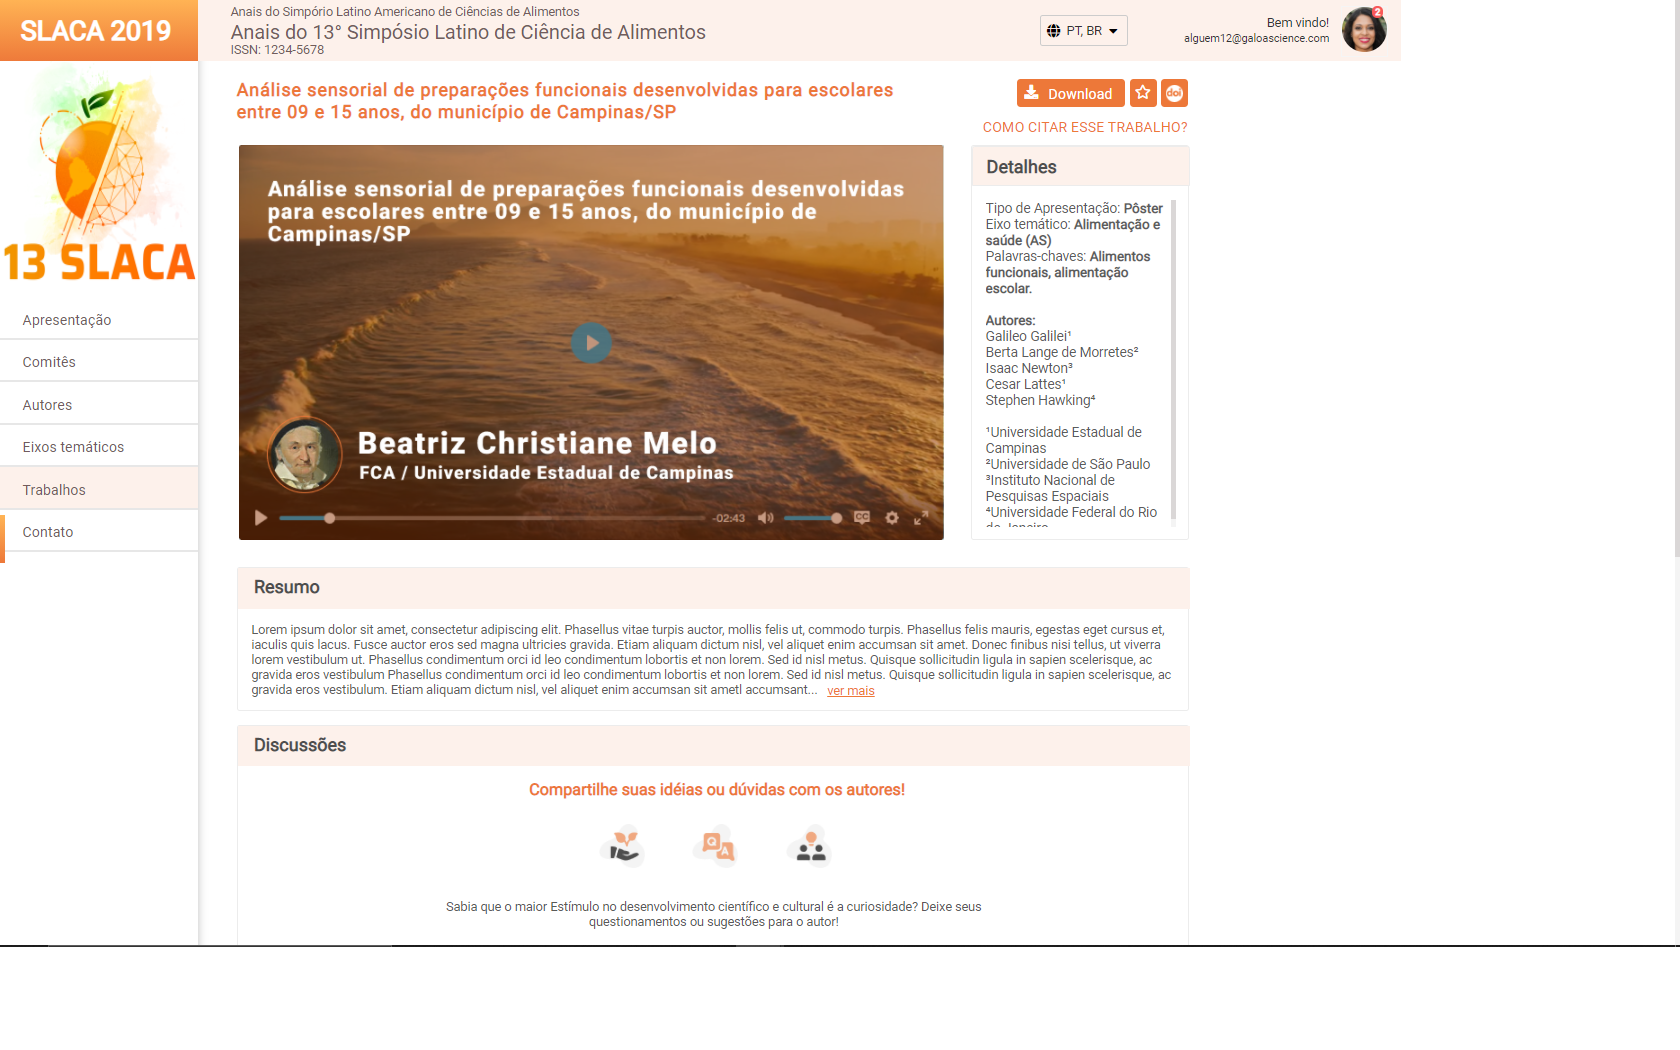 SLACA 2019
Anais do Simpório Latino Americano de Ciências de Alimentos
Anais do 13° Simpósio Latino de Ciência de Alimentos
ISSN: 1234-5678
PT, BR
Bem vindo!
alguem12@galoascience.com
2
13 SLACA
Apresentação
Comitês
Autores
Eixos temáticos
Trabalhos
Contato
Análise sensorial de preparações funcionais desenvolvidas para escolares
entre 09 e 15 anos, do município de Campinas/SP
Download
doi
COMO CITAR ESSE TRABALHO?
Análise sensorial de preparações funcionais desenvolvidas
para escolares entre 09 e 15 anos, do município de
Campinas/SP
Beatriz Christiane Melo
FCA / Universidade Estadual de Campinas
-02:43
CC
Detalhes
Tipo de Apresentação: Pôster
Eixo temático: Alimentação e
saúde (AS)
Palavras-chaves: Alimentos
funcionais, alimentação
escolar.
Autores:
Galileo Galilei¹
Berta Lange de Morretes²
Isaac Newton³
Cesar Lattes¹
Stephen Hawking⁴
¹Universidade Estadual de
Campinas
²Universidade de São Paulo
³Instituto Nacional de
Pesquisas Espaciais
⁴Universidade Federal do Rio
de Janeiro
Resumo
Lorem ipsum dolor sit amet, consectetur adipiscing elit. Phasellus vitae turpis auctor, mollis felis ut, commodo turpis. Phasellus felis mauris, egestas eget cursus et,
iaculis quis lacus. Fusce auctor eros sed magna ultricies gravida. Etiam aliquam dictum nisl, vel aliquet enim accumsan sit amet. Donec finibus nisi tellus, ut viverra
lorem vestibulum ut. Phasellus condimentum orci id leo condimentum lobortis et non lorem. Sed id nisl metus. Quisque sollicitudin ligula in sapien scelerisque, ac
gravida eros vestibulum Phasellus condimentum orci id leo condimentum lobortis et non lorem. Sed id nisl metus. Quisque sollicitudin ligula in sapien scelerisque, ac
gravida eros vestibulum. Etiam aliquam dictum nisl, vel aliquet enim accumsan sit ametl accumsant... ver mais
Discussões
Compartilhe suas idéias ou dúvidas com os autores!
Q A
Sabia que o maior Estímulo no desenvolvimento científico e cultural é a curiosidade? Deixe seus
questionamentos ou sugestões para o autor!